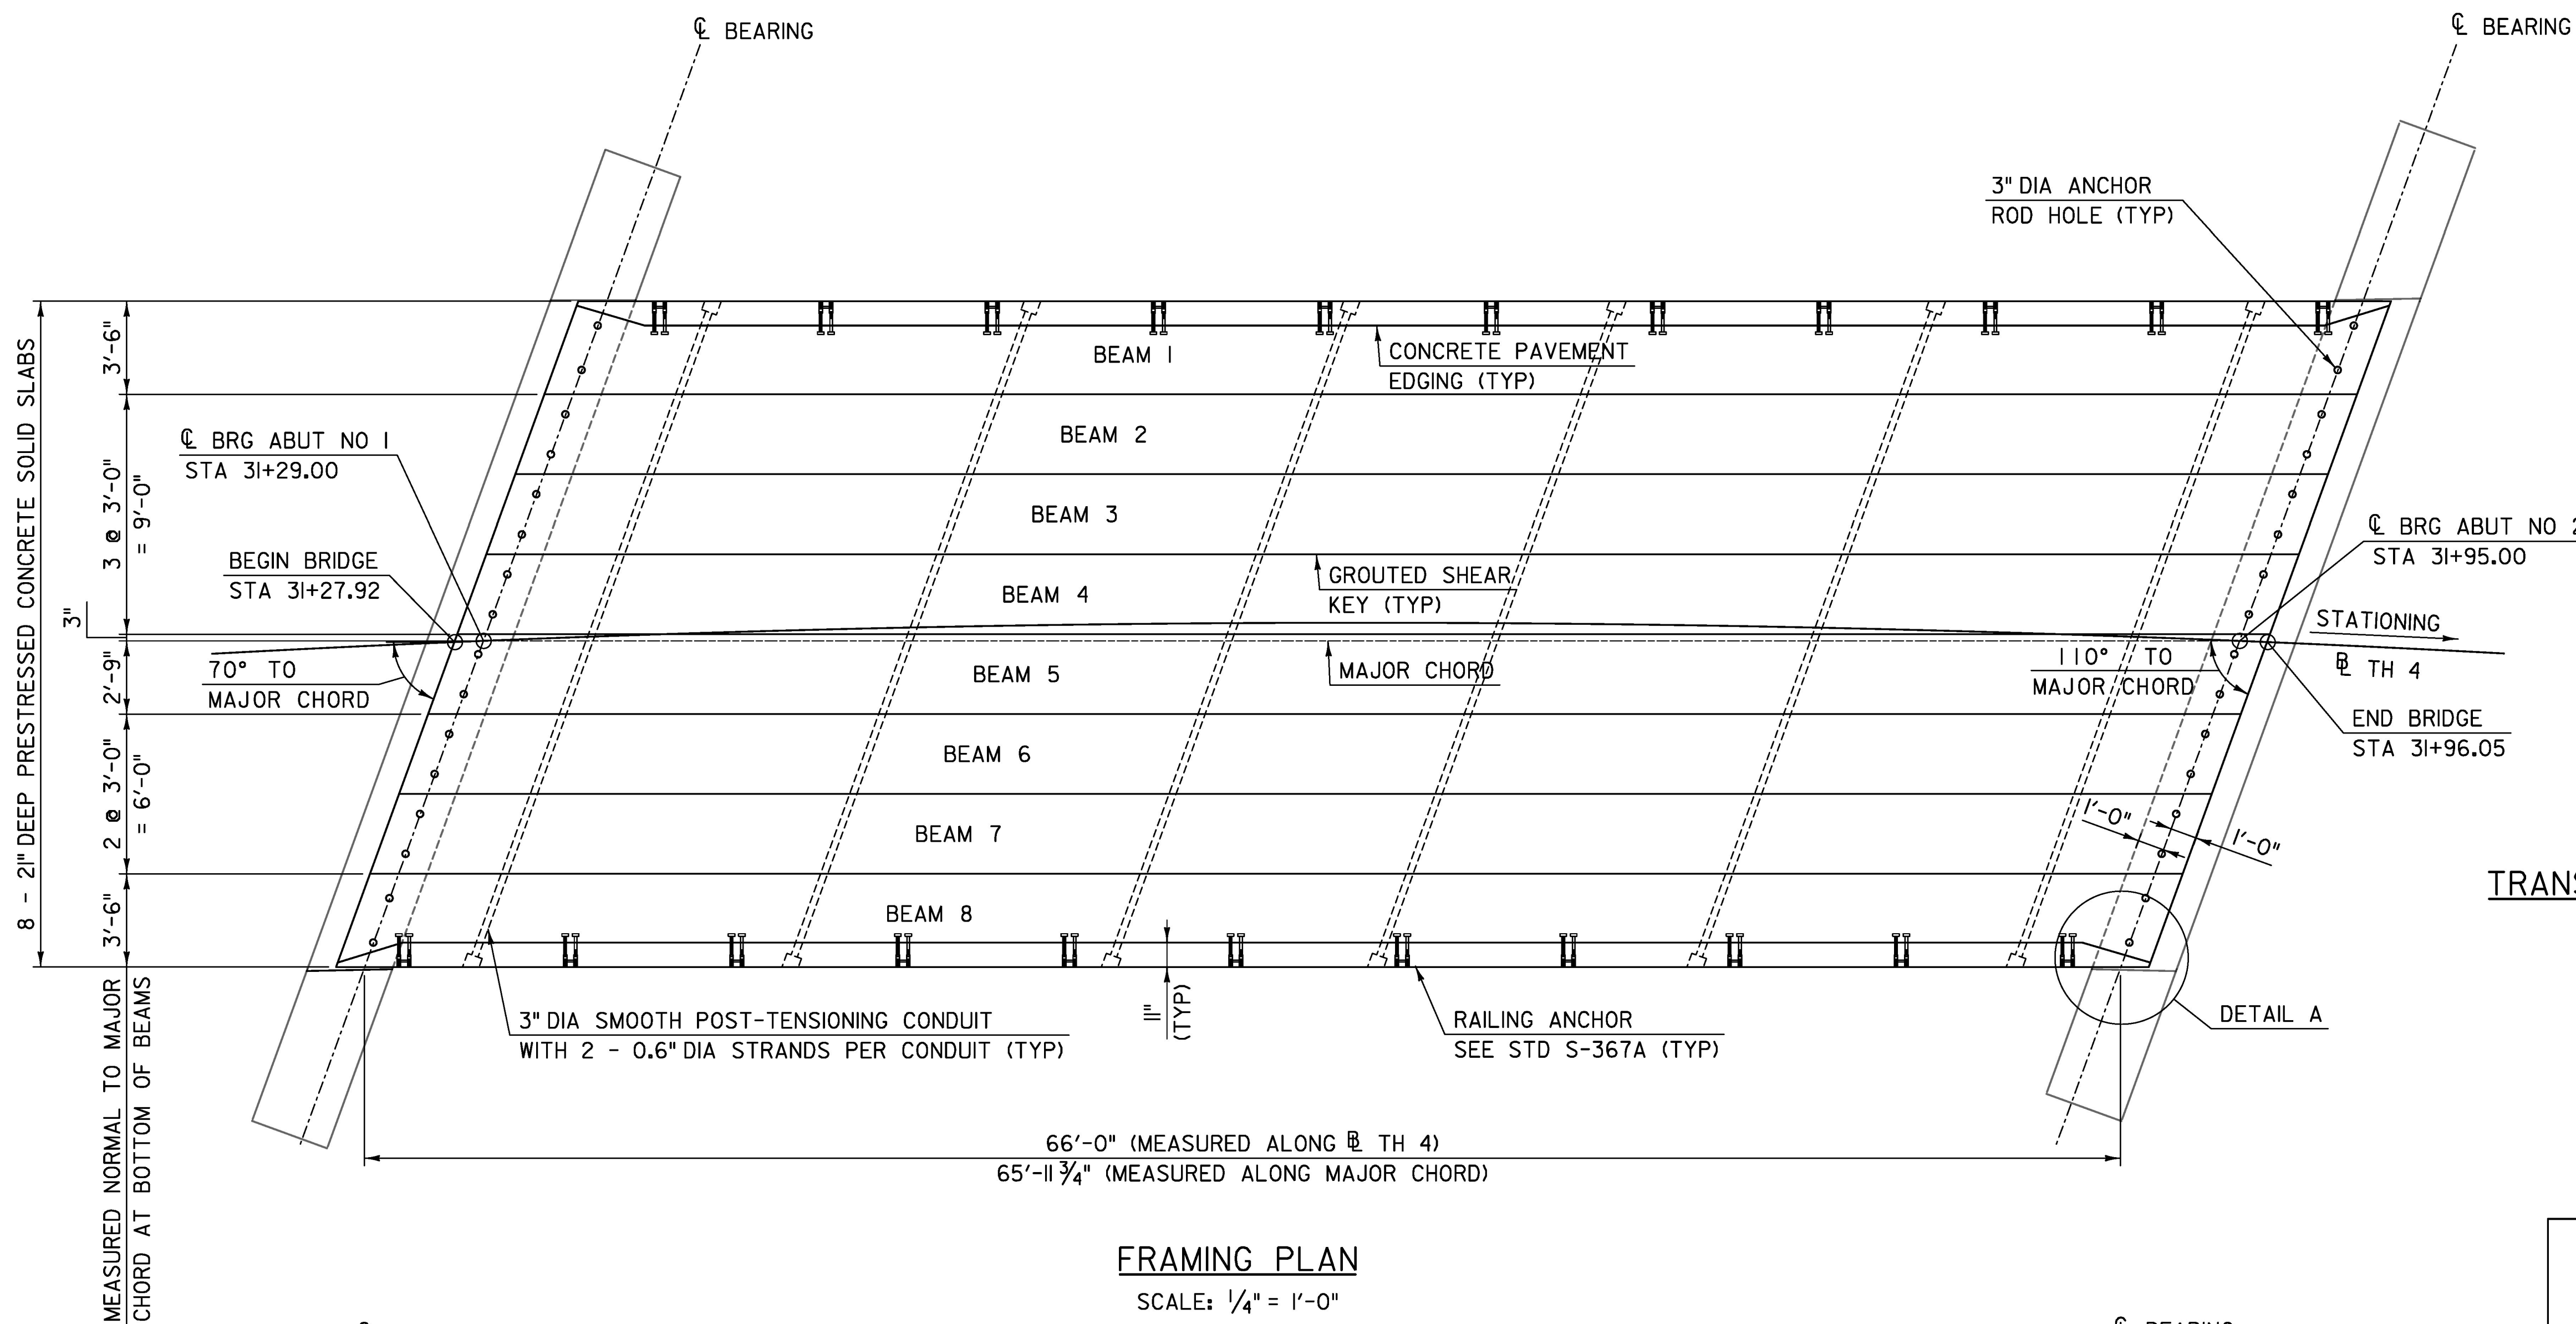 ℄ BEARING
℄ BEARING
3" DIA ANCHOR
ROD HOLE (TYP)
8 - 21" DEEP PRESTRESSED CONCRETE SOLID SLABS
3'-6"
3 @ 3'-0"
= 9'-0"
3"
2'-9"
2 @ 3'-0"
= 6'-0"
3'-6"
MEASURED NORMAL TO MAJOR
CHORD AT BOTTOM OF BEAMS
BEAM 1
CONCRETE PAVEMENT
EDGING (TYP)
BEAM 2
℄ BRG ABUT NO 1
STA 31+29.00
BEAM 3
℄ BRG ABUT NO 2
STA 31+95.00
BEGIN BRIDGE
STA 31+27.92
GROUTED SHEAR
KEY (TYP)
BEAM 4
STATIONING
BL TH 4
70° TO
MAJOR CHORD
BEAM 5
MAJOR CHORD
110° TO
MAJOR CHORD
END BRIDGE
STA 31+96.05
BEAM 6
BEAM 7
1'-0"
1'-0"
TRANS
BEAM 8
3" DIA SMOOTH POST-TENSIONING CONDUIT
WITH 2 - 0.6" DIA STRANDS PER CONDUIT (TYP)
11"
(TYP)
RAILING ANCHOR
SEE STD S-367A (TYP)
DETAIL A
66'-0" (MEASURED ALONG BL TH 4)
65'-11 3/4" (MEASURED ALONG MAJOR CHORD)
FRAMING PLAN
SCALE: 1/4" = 1'-0"